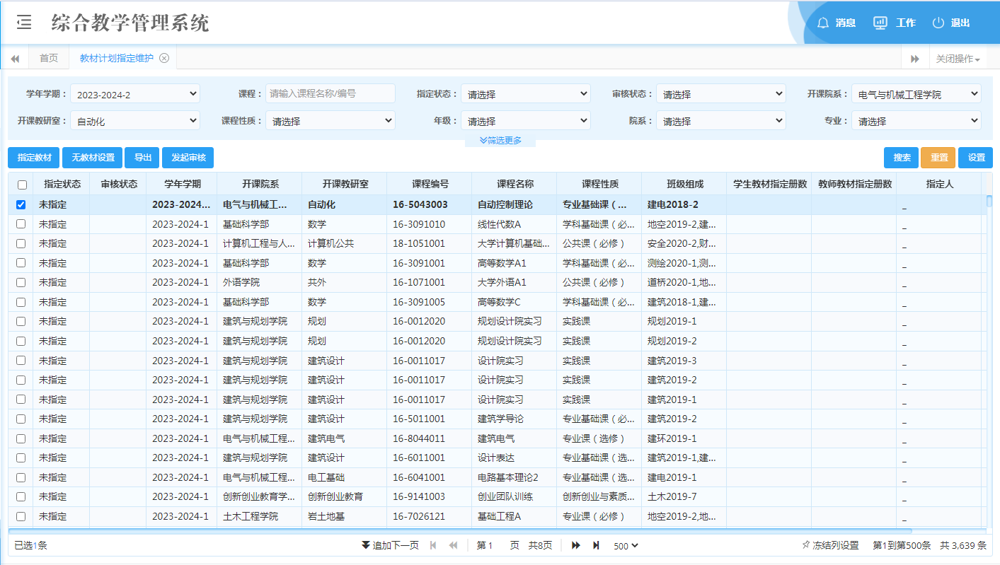 综合教学管理系统 消息 工作 退出
首页 教材计划指定维护 关闭操作
学年学期： 2023-2024-2 课程： 请输入课程名称/编号 指定状态： 请选择 审核状态： 请选择 开课院系： 电气与机械工程学院
开课教研室： 自动化 课程性质： 请选择 年级： 请选择 院系： 请选择 专业： 请选择
筛选更多
指定教材 无教材设置 导出 发起审核 搜索 重置 设置
指定状态 审核状态 学年学期 开课院系 开课教研室 课程编号 课程名称 课程性质 班级组成 学生教材指定册数 教师教材指定册数 指定人
未指定 2023-2024... 电气与机械工... 自动化 16-5043003 自动控制理论 专业基础课（... 建电2018-2 _
未指定 2023-2024-1 基础科学部 数学 16-3091010 线性代数A 学科基础课（必... 地空2019-2,建... _
未指定 2023-2024-1 计算机工程与人... 计算机公共 18-1051001 大学计算机基础... 公共课（必修） 安全2020-2,财... _
未指定 2023-2024-1 基础科学部 数学 16-3091001 高等数学A1 学科基础课（必... 测绘2020-1,测... _
未指定 2023-2024-1 外语学院 共外 16-1071001 大学外语A1 公共课（必修） 道桥2020-1,地... _
未指定 2023-2024-1 基础科学部 数学 16-3091005 高等数学C 学科基础课（必... 建筑2018-1,建... _
未指定 2023-2024-1 建筑与规划学院 规划 16-0012020 规划设计院实习 实践课 规划2019-1 _
未指定 2023-2024-1 建筑与规划学院 规划 16-0012020 规划设计院实习 实践课 规划2019-2 _
未指定 2023-2024-1 建筑与规划学院 建筑设计 16-0011017 设计院实习 实践课 建筑2019-3 _
未指定 2023-2024-1 建筑与规划学院 建筑设计 16-0011017 设计院实习 实践课 建筑2019-2 _
未指定 2023-2024-1 建筑与规划学院 建筑设计 16-0011017 设计院实习 实践课 建筑2019-1 _
未指定 2023-2024-1 建筑与规划学院 建筑设计 16-5011001 建筑学导论 专业基础课（必... 建筑2019-2 _
未指定 2023-2024-1 电气与机械工程... 建筑电气 16-8044011 建筑电气 专业课（选修） 建环2019-1 _
未指定 2023-2024-1 建筑与规划学院 建筑设计 16-6011001 设计表达 专业基础课（选... 建筑2019-1,建... _
未指定 2023-2024-1 电气与机械工程... 电工基础 16-6041001 电路基本理论2 专业基础课（选... 建电2019-1 _
未指定 2023-2024-1 创新创业教育学... 创新创业教育 16-9141003 创业团队训练 创新创业与素质... 土木2019-7 _
未指定 2023-2024-1 土木工程学院 岩土地基 16-7026121 基础工程A 专业课（必修） 地空2019-2,地... _
已选1条 追加下一页 第 1 页 共8页 500 冻结列设置 第1到第500条 共 3,639 条